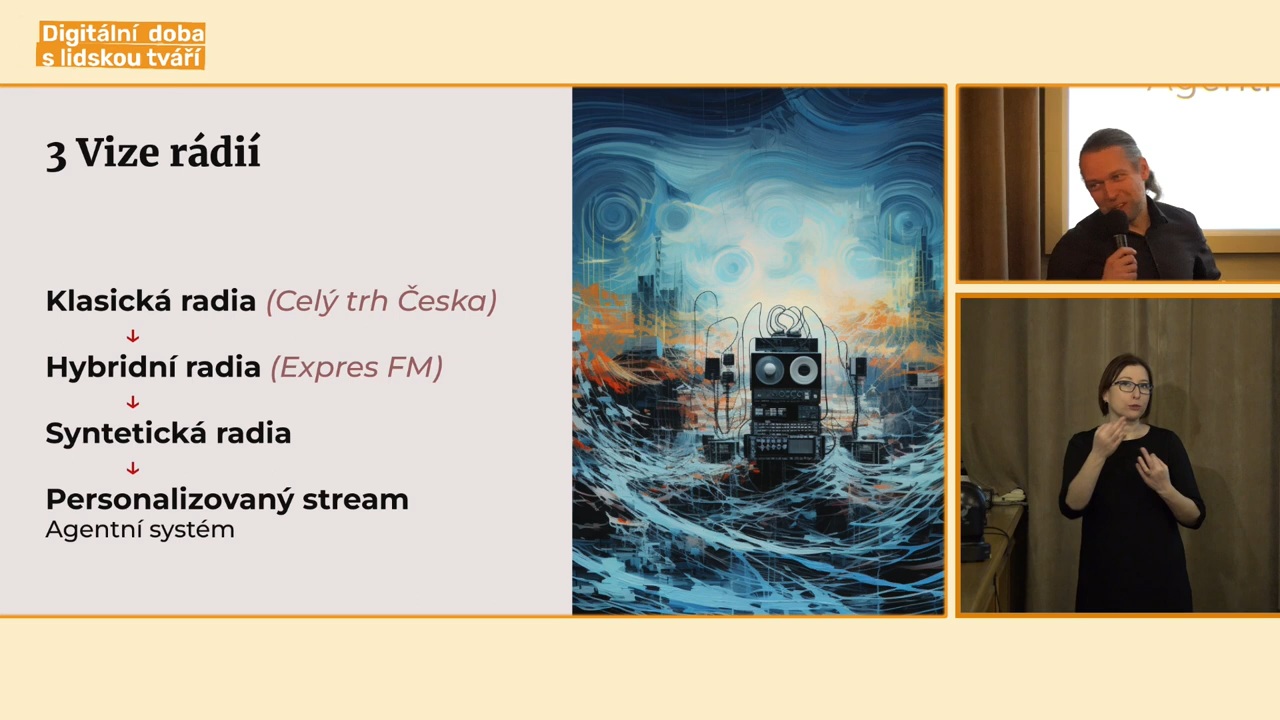 Digitální doba
s lidskou tváří
3 Vize rádií
Klasická radia (Celý trh Česka)
↓
Hybridní radia (Expres FM)
↓
Syntetická radia
↓
Personalizovaný stream
Agentní systém